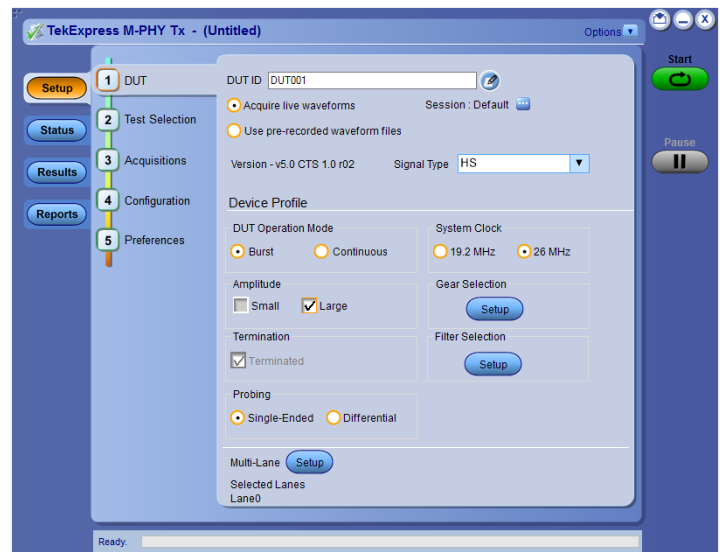 TekExpress M-PHY Tx - (Untitled)
Options
Start
Pause
Setup
Status
Results
Reports
1 DUT
2 Test Selection
3 Acquisitions
4 Configuration
5 Preferences
DUT ID DUT001
Acquire live waveforms
Session : Default
Use pre-recorded waveform files
Version - v5.0 CTS 1.0 r02 Signal Type HS
Device Profile
DUT Operation Mode
Burst Continuous
System Clock
19.2 MHz 26 MHz
Amplitude
Small Large
Gear Selection
Setup
Termination
Terminated
Filter Selection
Setup
Probing
Single-Ended Differential
Multi-Lane Setup
Selected Lanes
Lane0
Ready.